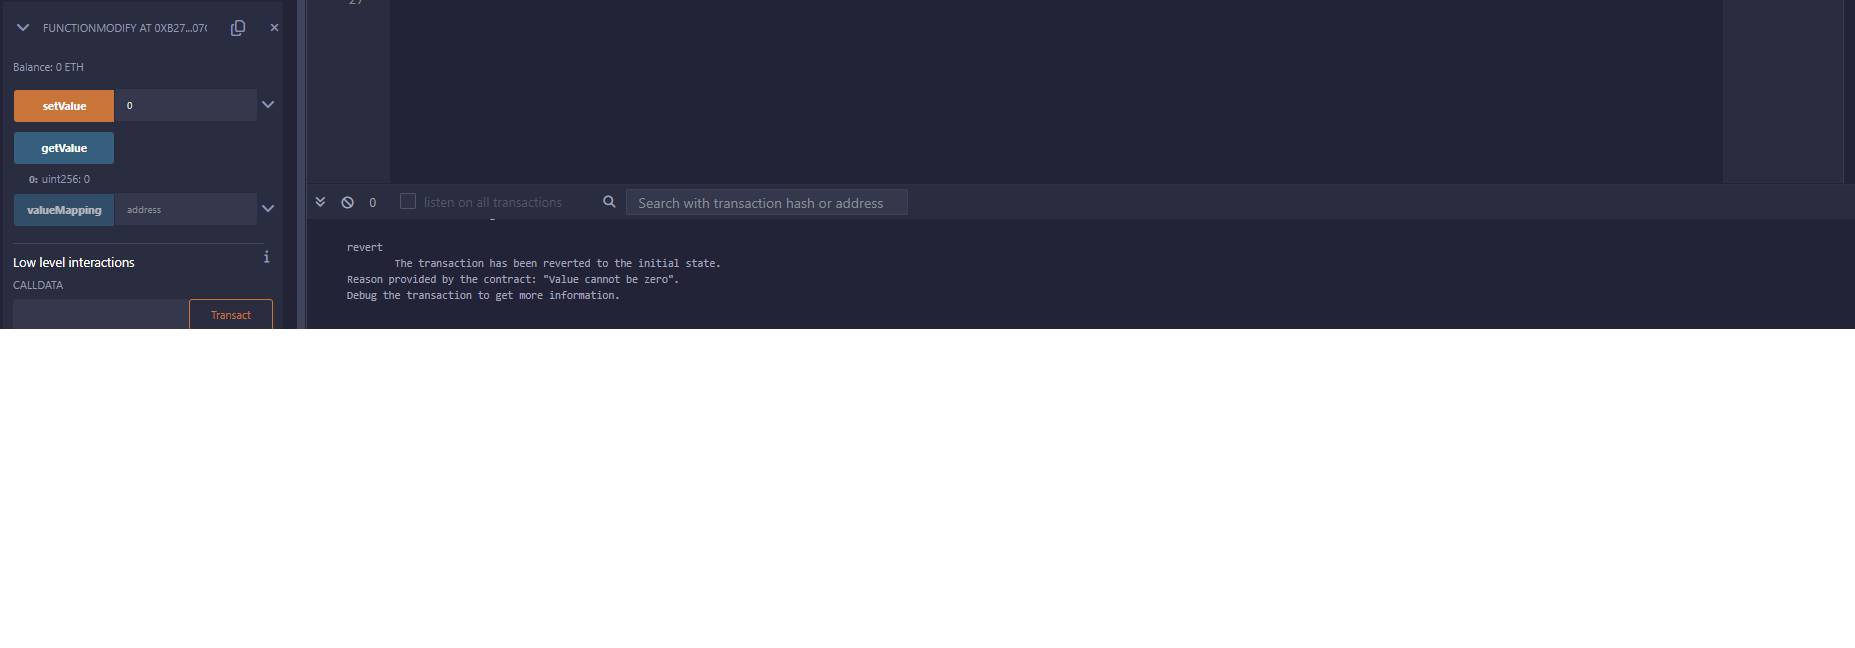 FUNCTIONMODIFY AT 0XB27...07
Balance: 0 ETH
setValue 0
getValue
0: uint256: 0
valueMapping address
Low level interactions i
CALLDATA
Transact
27
0 listen on all transactions Search with transaction hash or address
revert
The transaction has been reverted to the initial state.
Reason provided by the contract: "Value cannot be zero".
Debug the transaction to get more information.